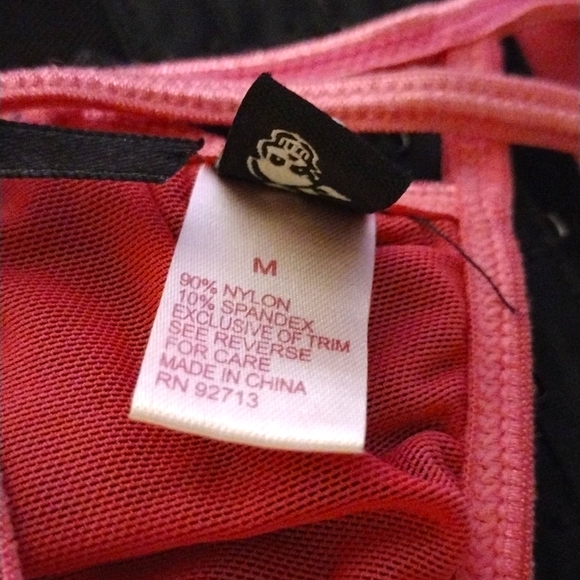 M
90% NYLON
10% SPANDEX
EXCLUSIVE OF TRIM
SEE REVERSE
FOR CARE
MADE IN CHINA
RN 92713